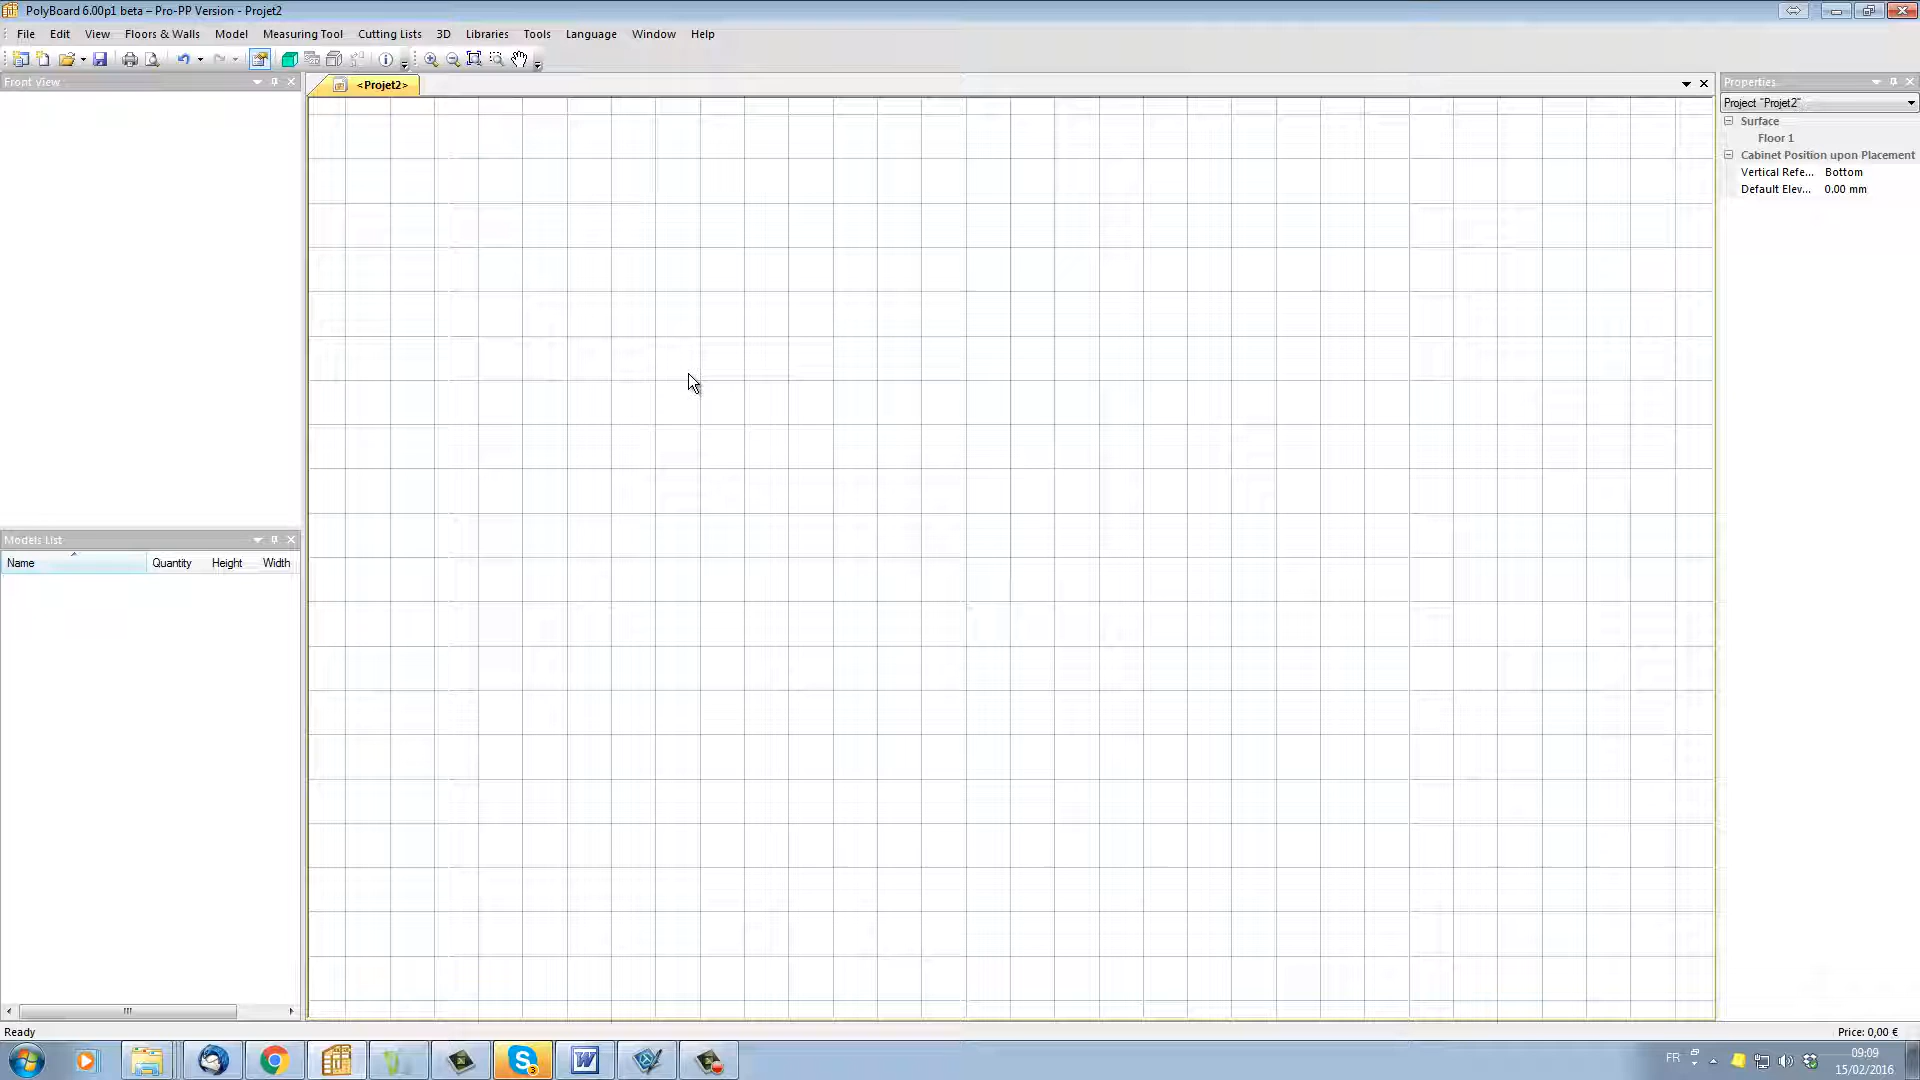 PolyBoard 6.00p1 beta – Pro-PP Version - Projet2
File Edit View Floors & Walls Model Measuring Tool Cutting Lists 3D Libraries Tools Language Window Help
Front View
<Projet2>
Properties
Project "Projet2"
Surface
Floor 1
Cabinet Position upon Placement
Vertical Refe... Bottom
Default Elev... 0.00 mm
Models List
Name Quantity Height Width
Ready
Price: 0,00 €
FR
09:09
15/02/2016